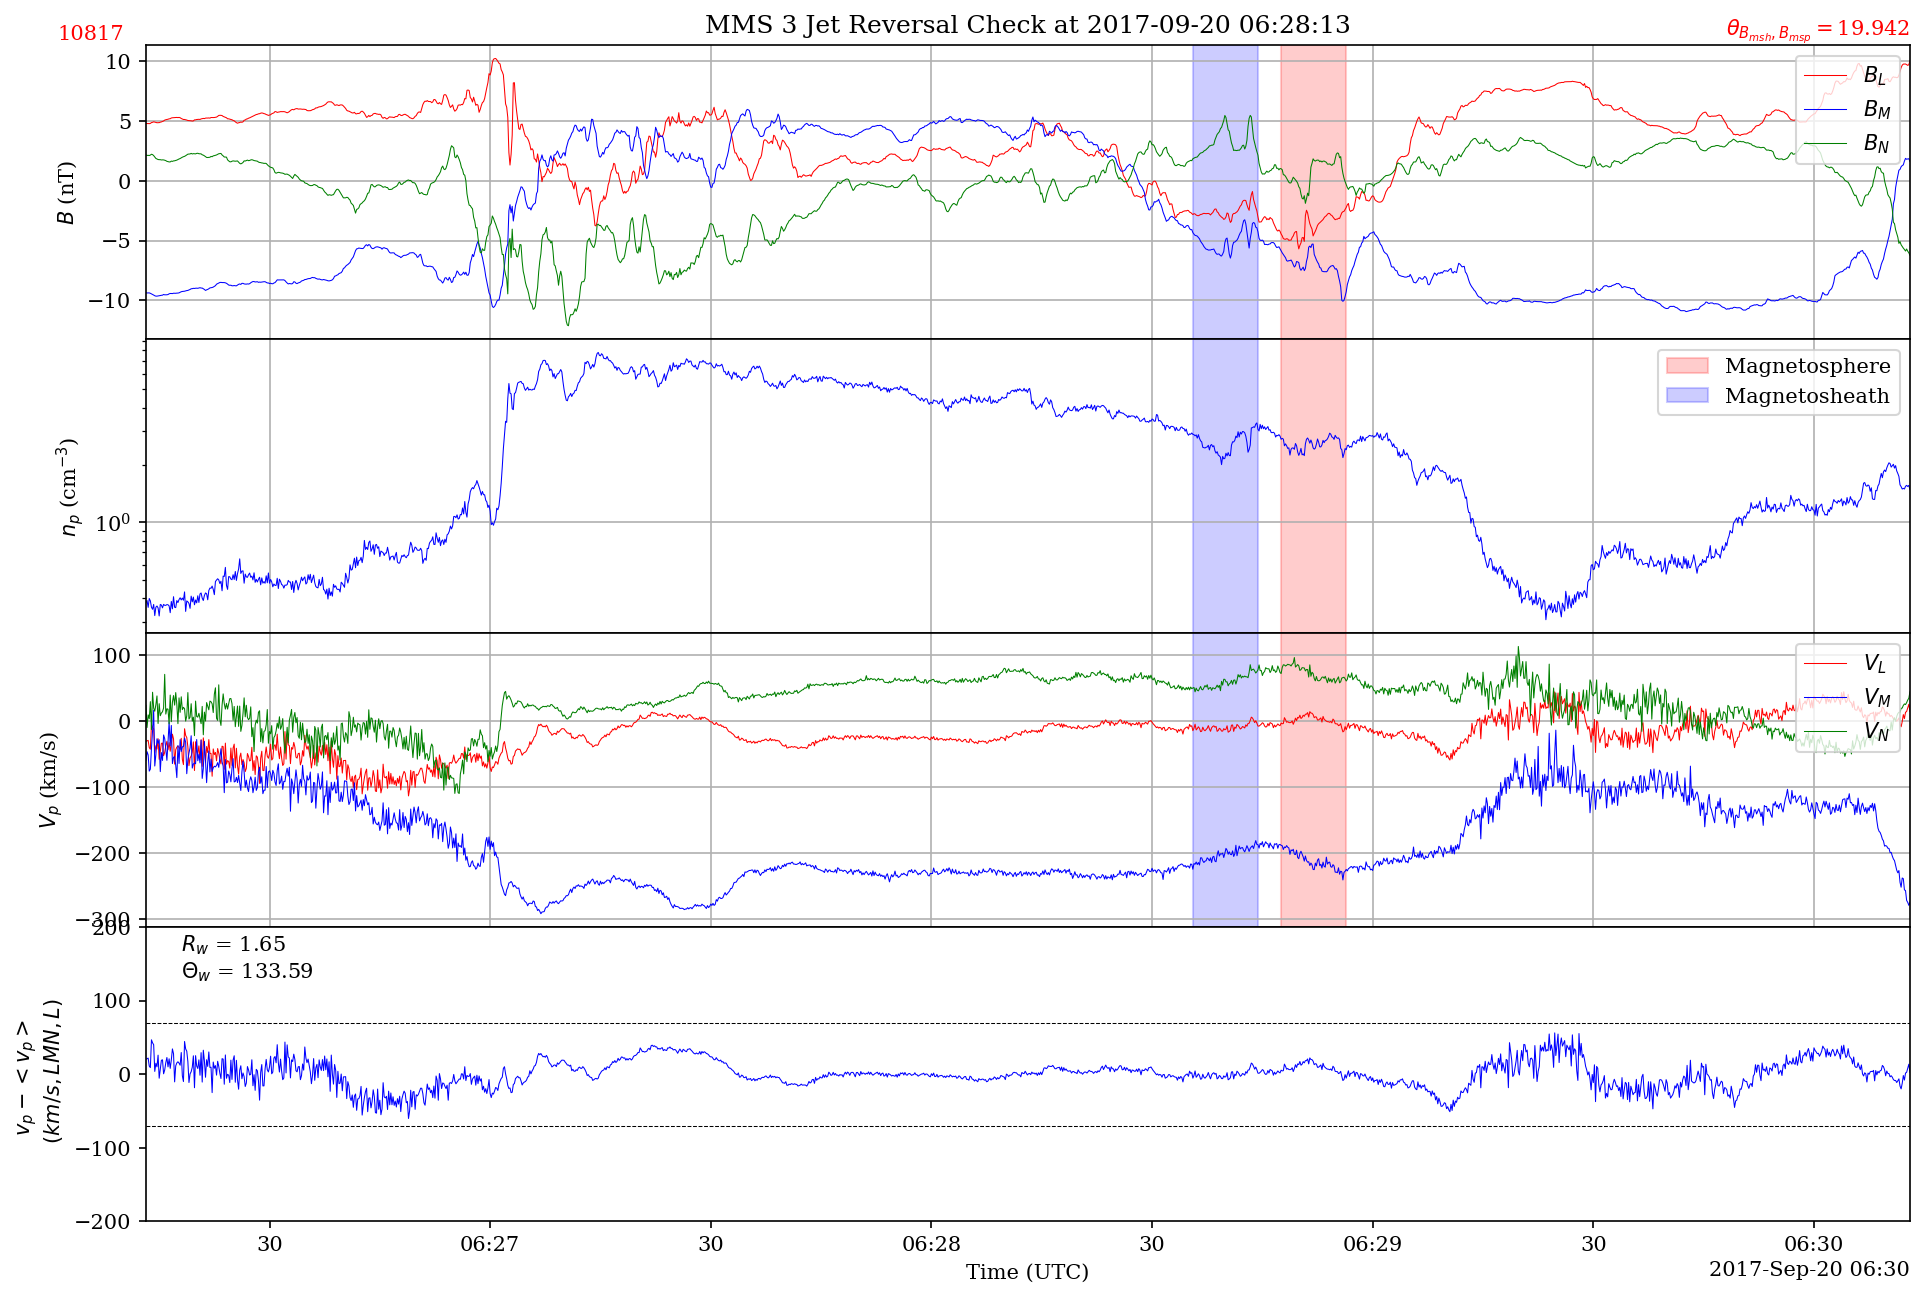 10817
MMS 3 Jet Reversal Check at 2017-09-20 06:28:13
θ_{B_{msh}, B_{msp}} = 19.942
B (nT)
10
5
0
−5
−10
B_L
B_M
B_N
n_p (cm^{−3})
10^0
Magnetosphere
Magnetosheath
V_p (km/s)
100
0
−100
−200
−300
V_L
V_M
V_N
v_p − < v_p >
(km/s, LMN, L)
200
100
0
−100
−200
R_w = 1.65
Θ_w = 133.59
30 06:27 30 06:28 30 06:29 30 06:30
Time (UTC)
2017-Sep-20 06:30